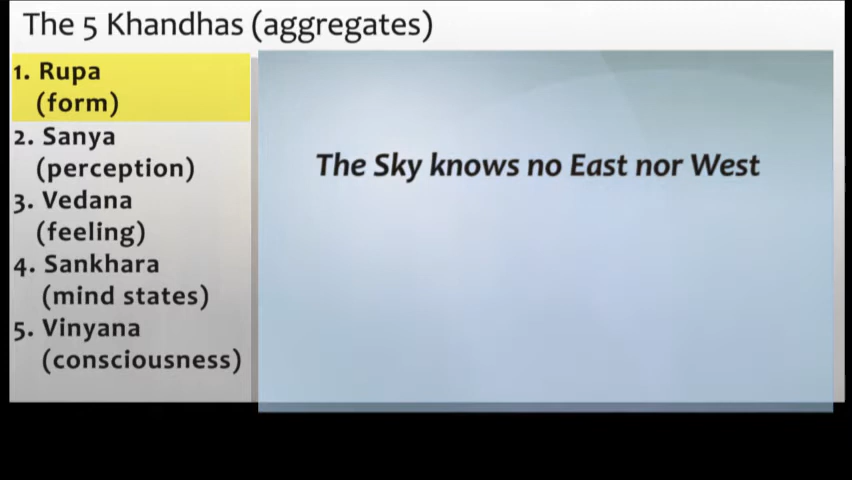 The 5 Khandhas (aggregates)
1. Rupa
(form)
2. Sanya
(perception)
3. Vedana
(feeling)
4. Sankhara
(mind states)
5. Vinyana
(consciousness)
The Sky knows no East nor West